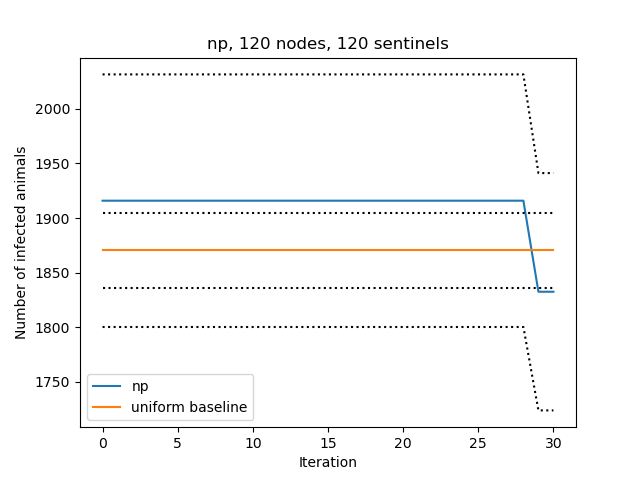 np, 120 nodes, 120 sentinels
Number of infected animals
2000
1950
1900
1850
1800
1750
np
uniform baseline
0 5 10 15 20 25 30
Iteration